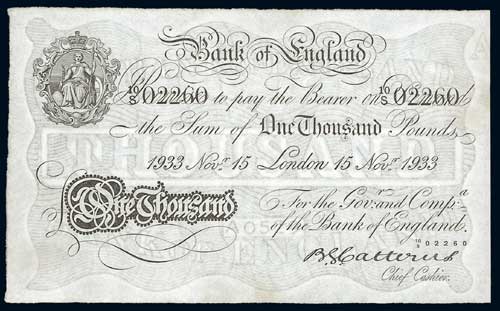 Bank of England
10/S 02260 10/S 02260
to pay the Bearer on
the Sum of One Thousand Pounds.
1933 Novr. 15 London 15 Novr. 1933
For the Govr. and Compa.
of the Bank of England.
One Thousand
10/S 02260
B.G. Catterns
Chief Cashier.